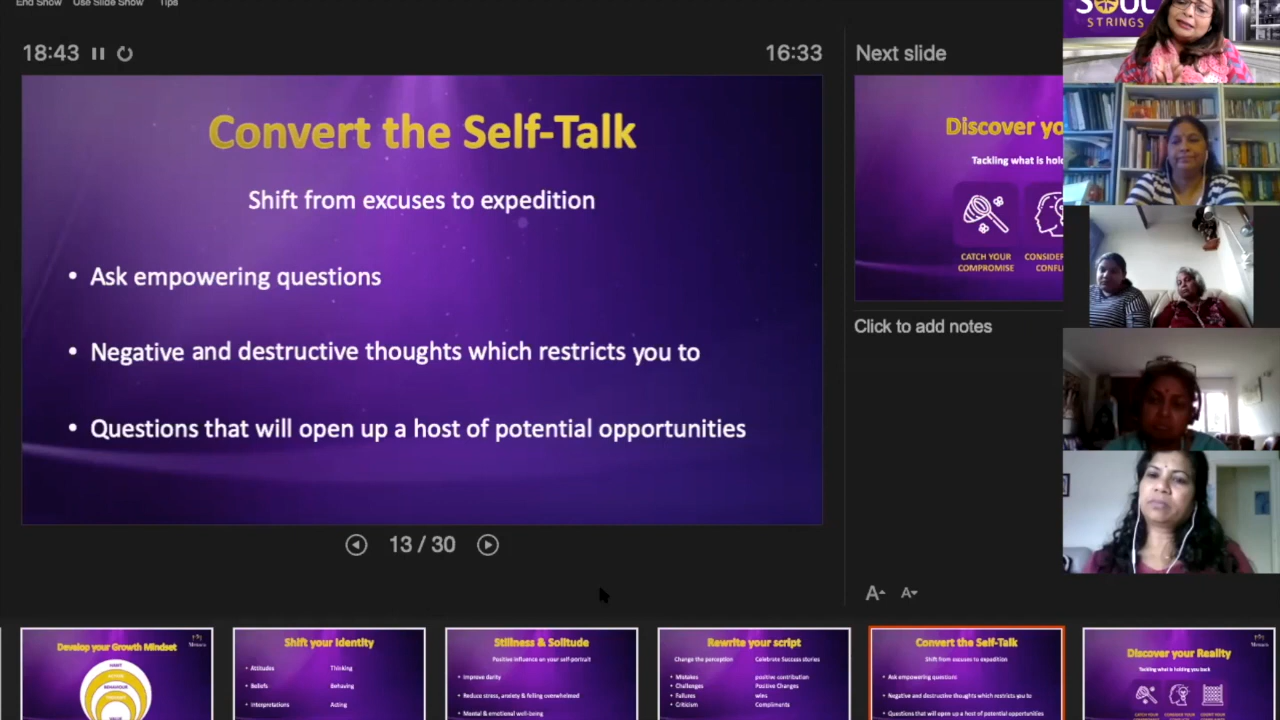 End Show Use Slide Show Tips
18:43
16:33
Next slide
SOUL
STRINGS
Convert the Self-Talk
Shift from excuses to expedition
• Ask empowering questions
• Negative and destructive thoughts which restricts you to
• Questions that will open up a host of potential opportunities
Discover yo
Tackling what is hol
CATCH YOUR
COMPROMISE
CONSIDER
CONFL
Click to add notes
13 / 30
A A
Develop your Growth Mindset
HABIT
BEHAVIOUR
Shift your Identity
• Attitudes Thinking
• Beliefs Behaving
• Interpretations Acting
Stillness & Solitude
Positive influence on your self-portrait
• Improve clarity
• Reduce stress, anxiety & felling overwhelmed
• Mental & emotional well-being
Rewrite your script
Change the perception Celebrate Success stories
• Mistakes positive contribution
• Challenges Positive Changes
• Failures wins
• Criticism Compliments
Convert the Self-Talk
Shift from excuses to expedition
• Ask empowering questions
• Negative and destructive thoughts which restricts you to
• Questions that will open up a host of potential opportunities
Discover your Reality
Tackling what is holding you back